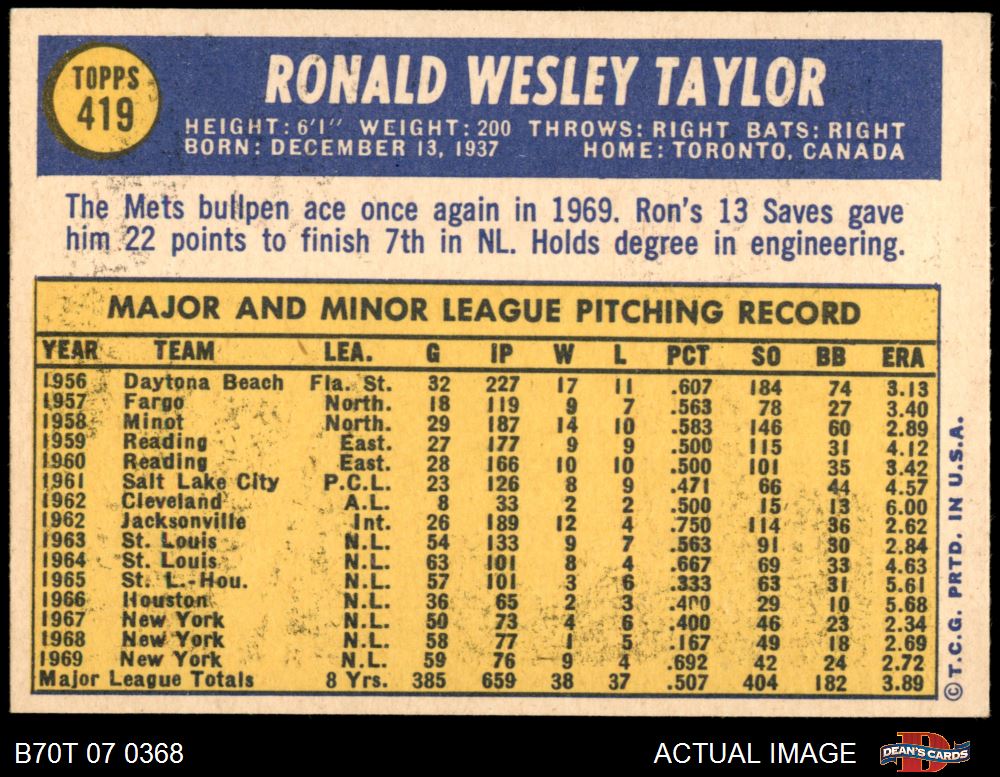 TOPPS
419
RONALD WESLEY TAYLOR
HEIGHT: 6'1" WEIGHT: 200 THROWS: RIGHT BATS: RIGHT
BORN: DECEMBER 13, 1937 HOME: TORONTO, CANADA
The Mets bullpen ace once again in 1969. Ron's 13 Saves gave
him 22 points to finish 7th in NL. Holds degree in engineering.
MAJOR AND MINOR LEAGUE PITCHING RECORD
YEAR TEAM LEA. G IP W L PCT SO BB ERA
1956 Daytona Beach Fla. St. 32 227 17 11 .607 184 74 3.13
1957 Fargo North. 18 119 9 7 .563 78 27 3.40
1958 Minot North. 29 187 14 10 .583 146 60 2.89
1959 Reading East. 27 177 9 9 .500 115 31 4.12
1960 Reading East. 28 166 10 10 .500 101 35 3.42
1961 Salt Lake City P.C.L. 23 126 8 9 .471 66 44 4.57
1962 Cleveland A.L. 8 33 2 2 .500 15 13 6.00
1962 Jacksonville Int. 26 189 12 4 .750 114 36 2.62
1963 St. Louis N.L. 54 133 9 7 .563 91 30 2.84
1964 St. Louis N.L. 63 101 8 4 .667 69 33 4.63
1965 St. L.-Hou. N.L. 57 101 3 6 .333 63 31 5.61
1966 Houston N.L. 36 65 2 3 .400 29 10 5.68
1967 New York N.L. 50 73 4 6 .400 46 23 2.34
1968 New York N.L. 58 77 1 5 .167 49 18 2.69
1969 New York N.L. 59 76 9 4 .692 42 24 2.72
Major League Totals 8 Yrs. 385 659 38 37 .507 404 182 3.89
© T.C.G. PRTD. IN U.S.A.
B70T 07 0368
ACTUAL IMAGE
DEAN'S CARDS